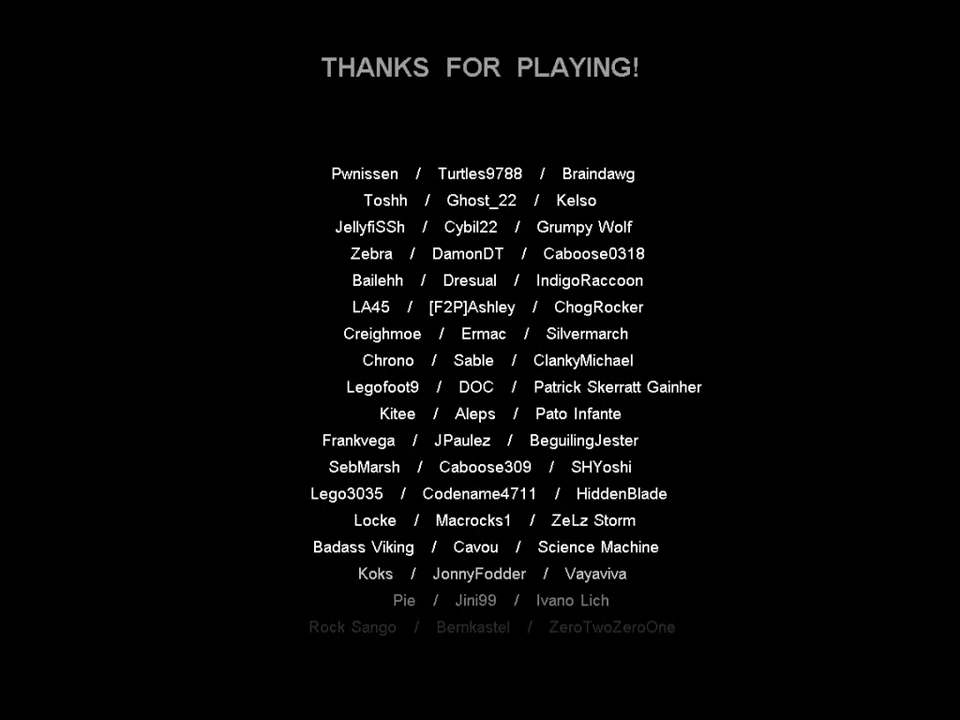 THANKS FOR PLAYING!
Pwnissen / Turtles9788 / Braindawg
Toshh / Ghost_22 / Kelso
JellyfiSSh / Cybil22 / Grumpy Wolf
Zebra / DamonDT / Caboose0318
Bailehh / Dresual / IndigoRaccoon
LA45 / [F2P]Ashley / ChogRocker
Creighmoe / Ermac / Silvermarch
Chrono / Sable / ClankyMichael
Legofoot9 / DOC / Patrick Skerratt Gainher
Kitee / Aleps / Pato Infante
Frankvega / JPaulez / BeguilingJester
SebMarsh / Caboose309 / SHYoshi
Lego3035 / Codename4711 / HiddenBlade
Locke / Macrocks1 / ZeLz Storm
Badass Viking / Cavou / Science Machine
Koks / JonnyFodder / Vayaviva
Pie / Jini99 / Ivano Lich
Rock Sango / Bernkastel / ZeroTwoZeroOne